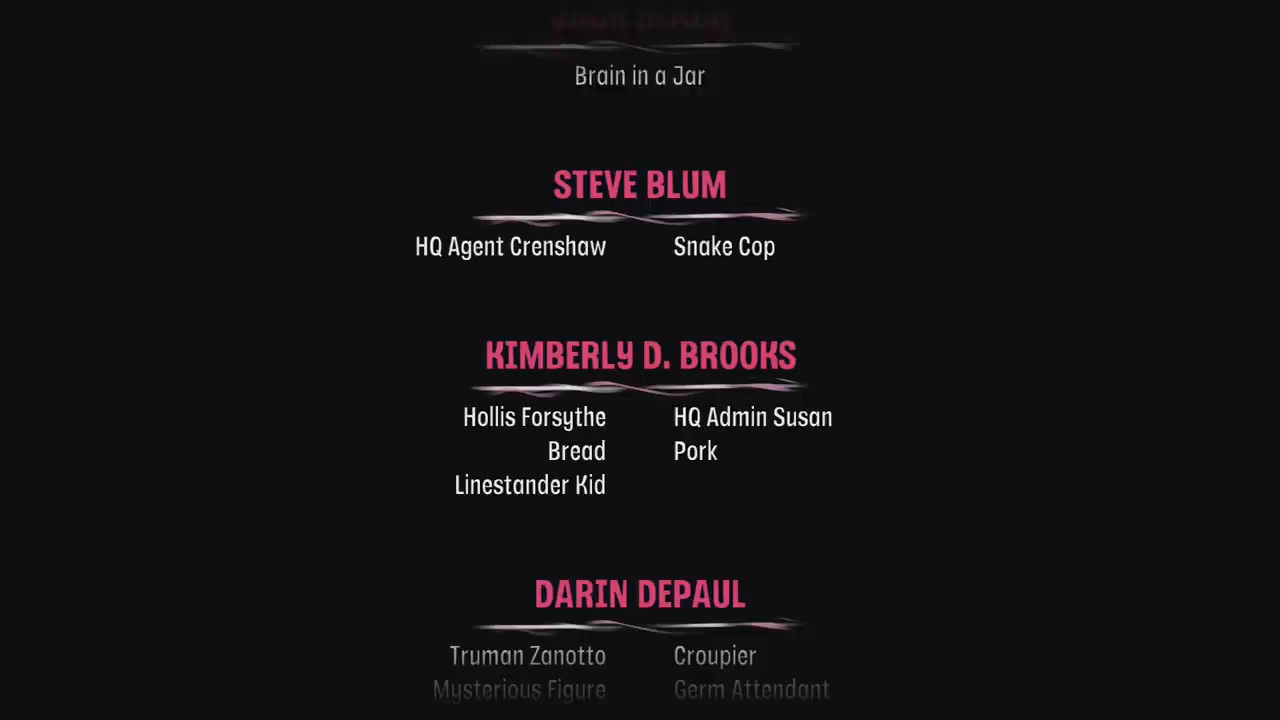 Brain in a Jar
STEVE BLUM
HQ Agent Crenshaw Snake Cop
KIMBERLY D. BROOKS
Hollis Forsythe HQ Admin Susan
Bread Pork
Linestander Kid
DARIN DEPAUL
Truman Zanotto Croupier
Mysterious Figure Germ Attendant